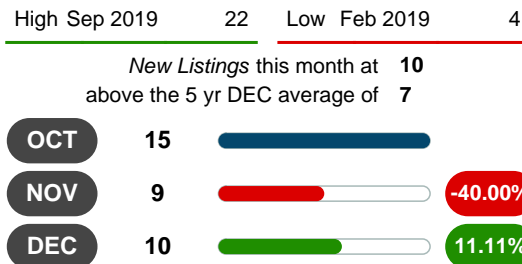 High Sep 2019 22 Low Feb 2019 4
New Listings this month at 10
above the 5 yr DEC average of 7
OCT 15
NOV 9 -40.00%
DEC 10 11.11%